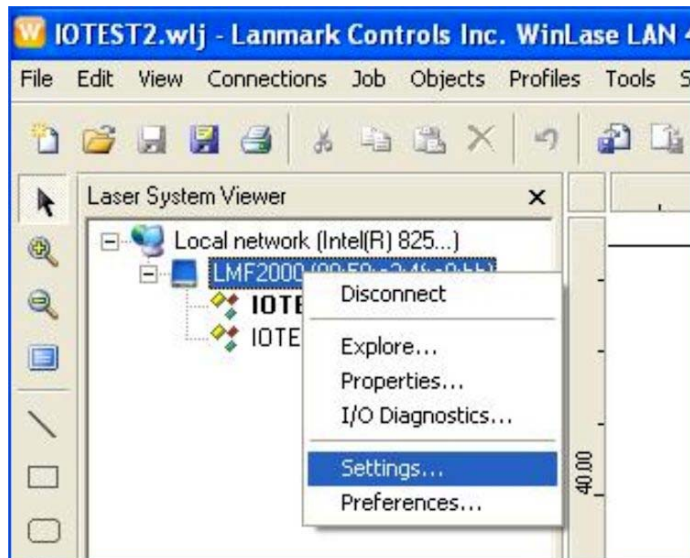 IOTEST2.wlj - Lanmark Controls Inc. WinLase LAN
File Edit View Connections Job Objects Profiles Tools
Laser System Viewer
Local network (Intel(R) 825...)
LMF2000
IOTE
Disconnect
IOTE
Explore...
Properties...
I/O Diagnostics...
Settings...
Preferences...
40.00